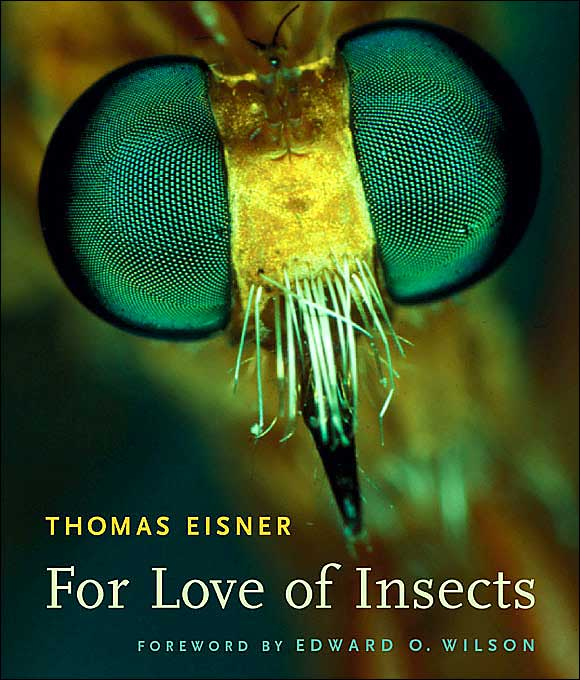 THOMAS EISNER
For Love of Insects
FOREWORD BY EDWARD O. WILSON